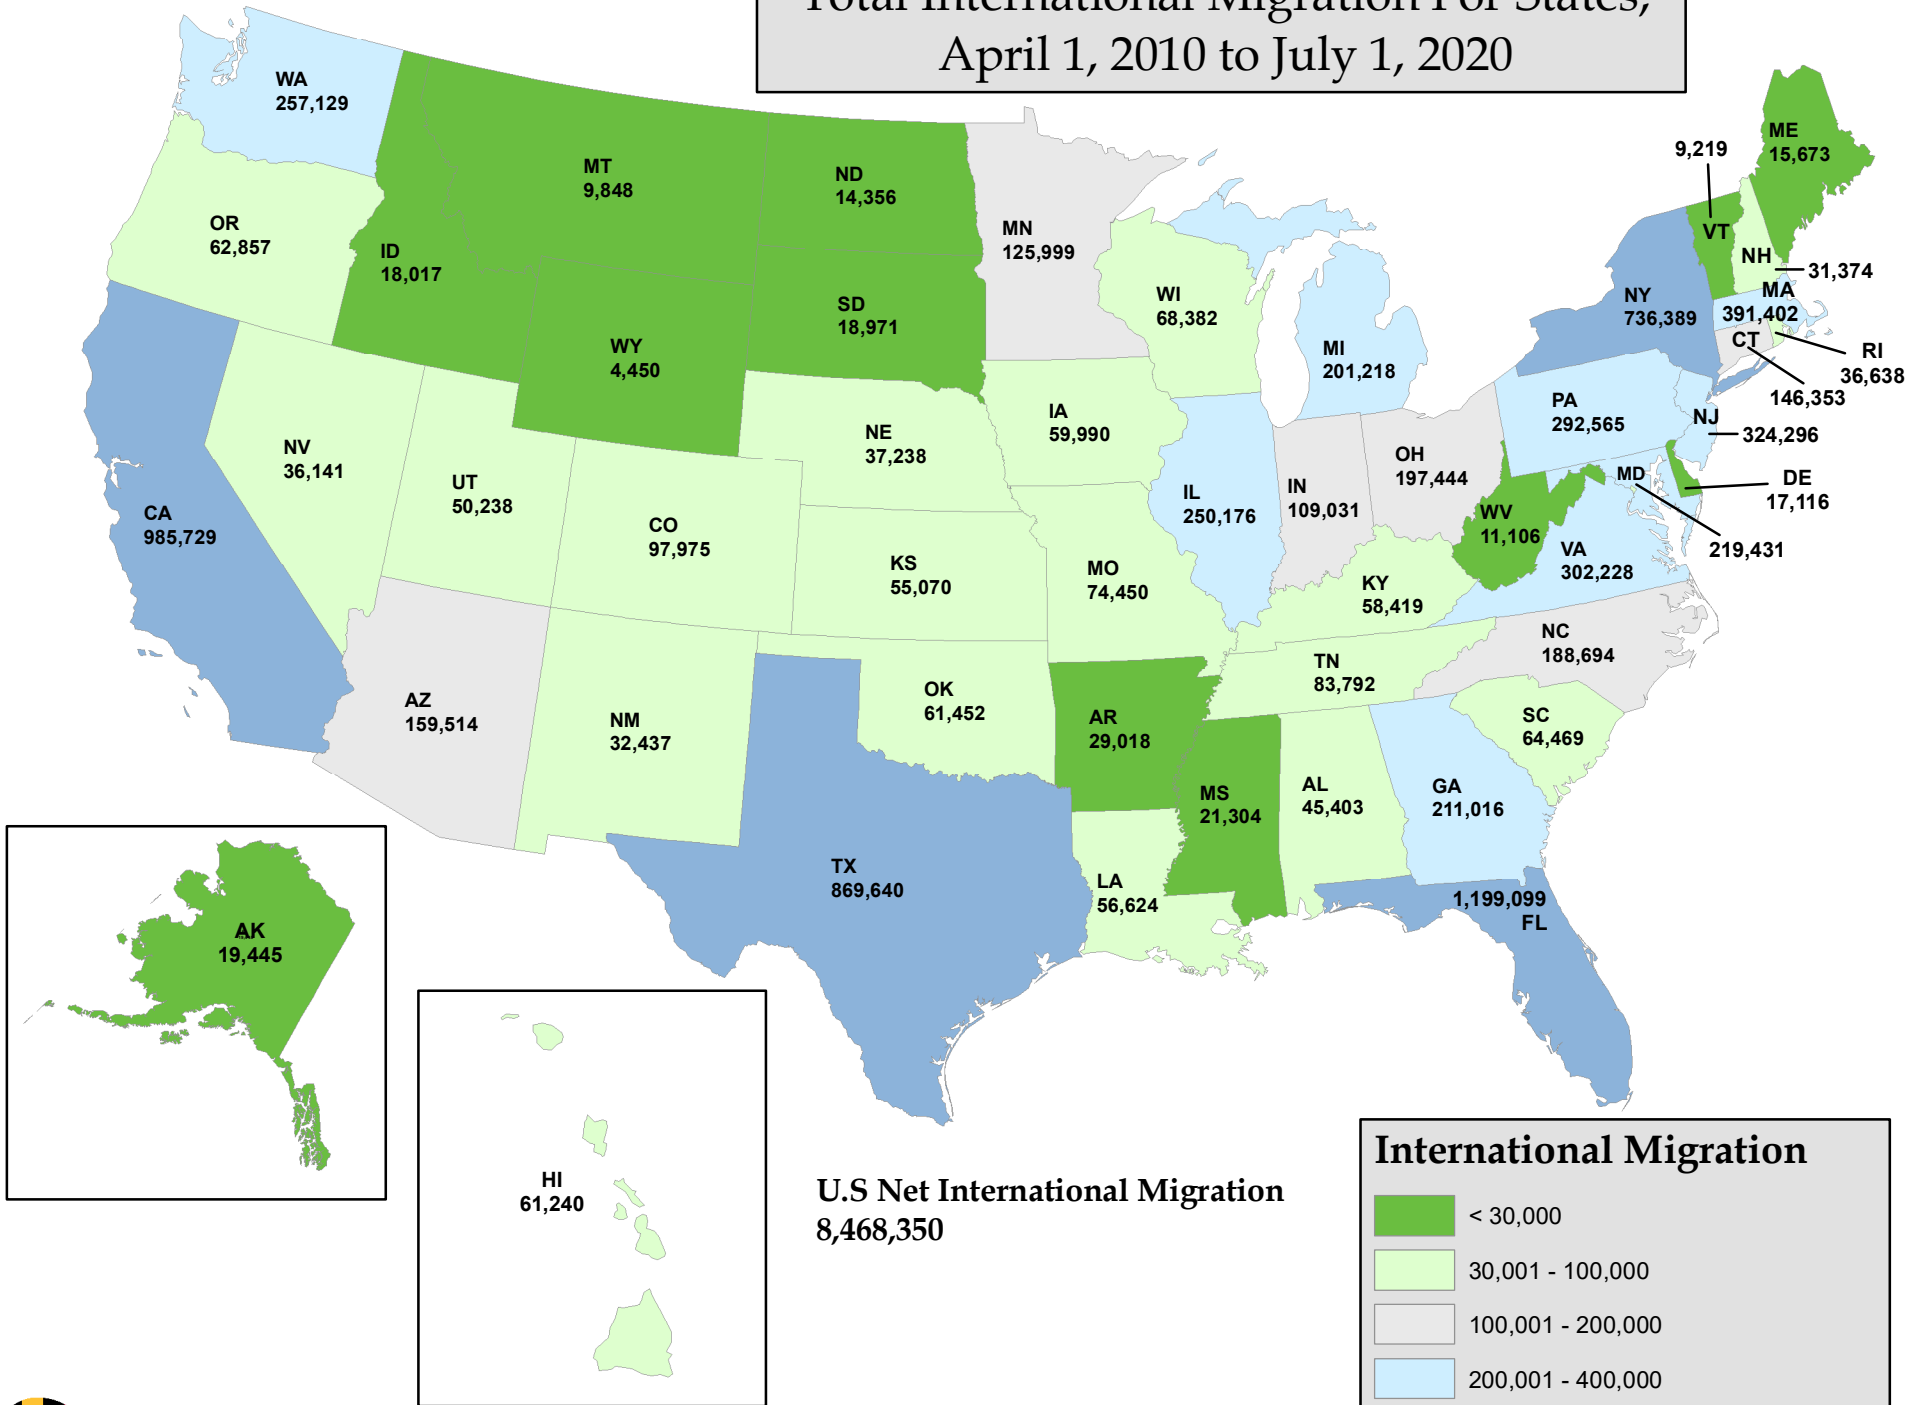 Total International Migration For States,
April 1, 2010 to July 1, 2020
WA
257,129
OR
62,857
CA
985,729
NV
36,141
ID
18,017
MT
9,848
WY
4,450
UT
50,238
AZ
159,514
CO
97,975
NM
32,437
ND
14,356
SD
18,971
NE
37,238
KS
55,070
OK
61,452
TX
869,640
MN
125,999
IA
59,990
MO
74,450
AR
29,018
LA
56,624
WI
68,382
IL
250,176
MI
201,218
IN
109,031
OH
197,444
KY
58,419
TN
83,792
MS
21,304
AL
45,403
GA
211,016
1,199,099
FL
SC
64,469
NC
188,694
VA
302,228
WV
11,106
MD
219,431
DE
17,116
PA
292,565
NJ
324,296
NY
736,389
CT
146,353
RI
36,638
MA
391,402
9,219
VT
NH
31,374
ME
15,673
AK
19,445
HI
61,240
U.S Net International Migration
8,468,350
International Migration
< 30,000
30,001 - 100,000
100,001 - 200,000
200,001 - 400,000